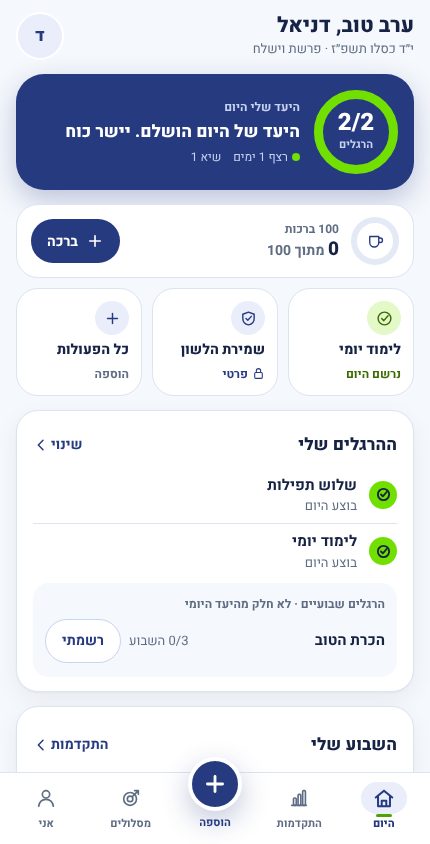 ערב טוב, דניאל
י״ד כסלו תשפ״ז · פרשת וישלח
ד
היעד שלי היום
היעד של היום הושלם. יישר כוח
רצף 1 ימים שיא 1
2/2
הרגלים
100 ברכות
0 מתוך 100
ברכה
לימוד יומי
נרשם היום
שמירת הלשון
פרטי
כל הפעולות
הוספה
ההרגלים שלי
שינוי
שלוש תפילות
בוצע היום
לימוד יומי
בוצע היום
הרגלים שבועיים · לא חלק מהיעד היומי
הכרת הטוב
0/3 השבוע
רשמתי
השבוע שלי
התקדמות
היום
התקדמות
הוספה
מסלולים
אני